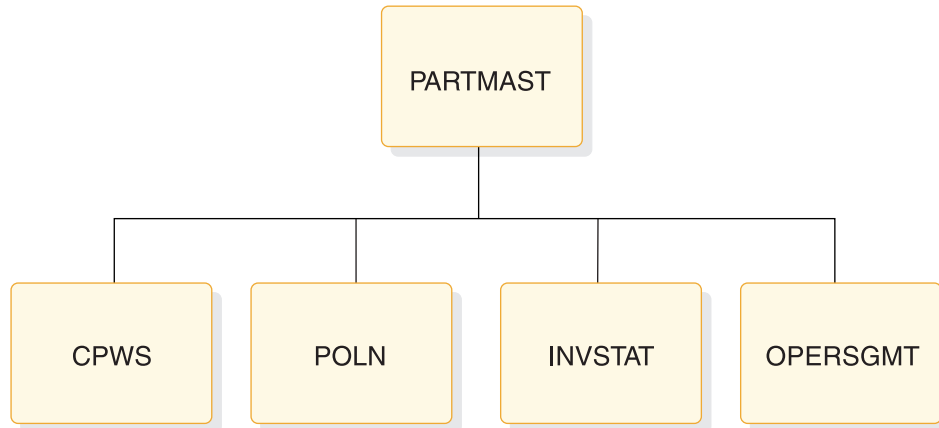 PARTMAST
CPWS
POLN
INVSTAT
OPERSGMT